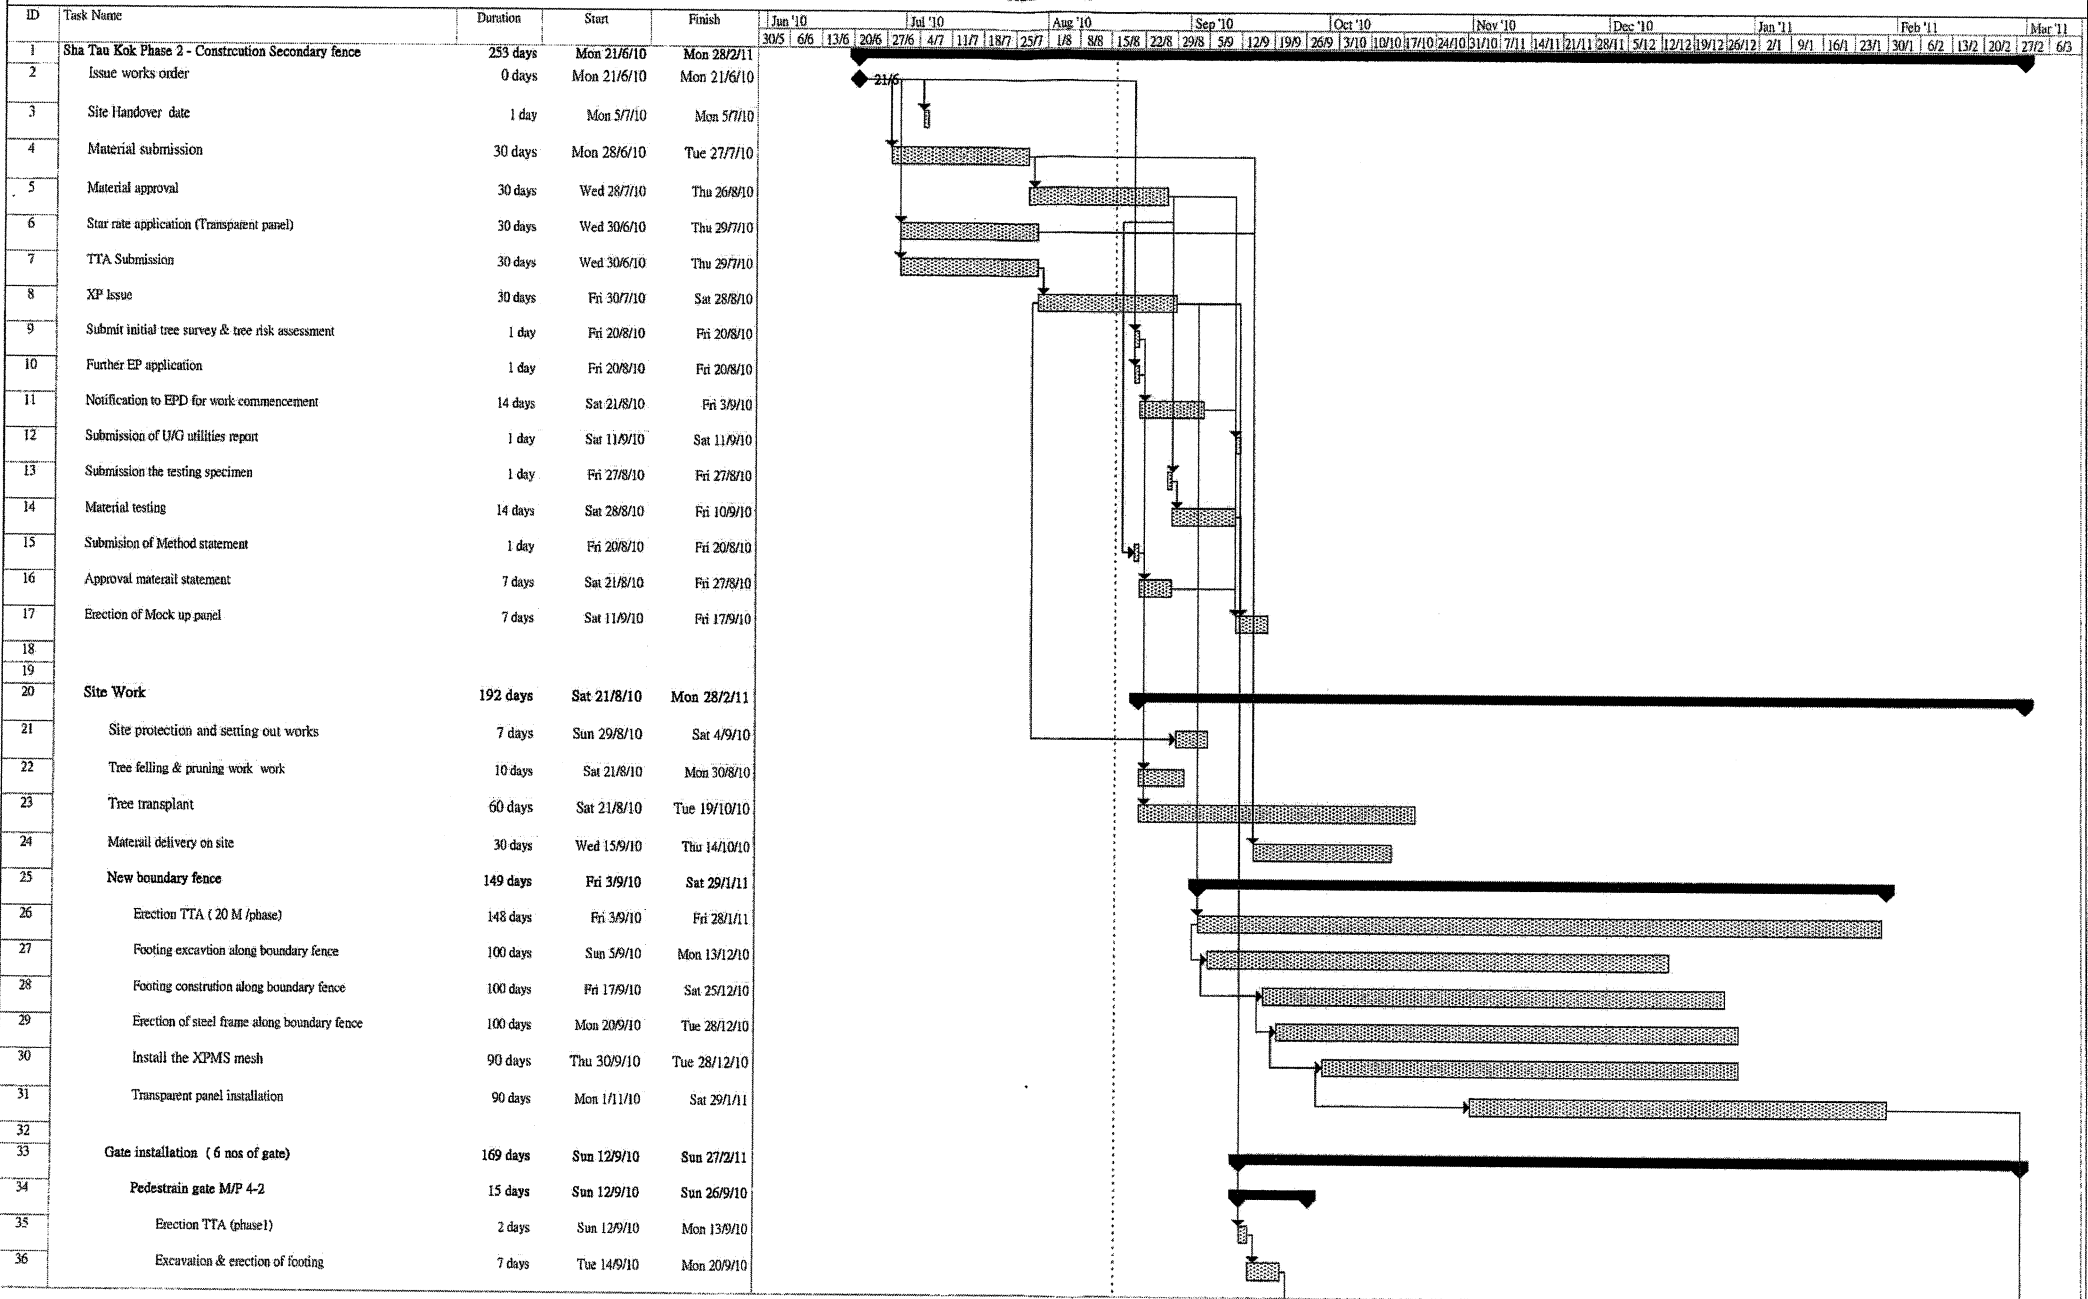 ID Task Name Duration Start Finish Jun '10 Jul '10 Aug '10 Sep '10 Oct '10 Nov '10 Dec '10 Jan '11 Feb '11 Mar '11
30/5 6/6 13/6 20/6 27/6 4/7 11/7 18/7 25/7 1/8 8/8 15/8 22/8 29/8 5/9 12/9 19/9 26/9 3/10 10/10 17/10 24/10 31/10 7/11 14/11 21/11 28/11 5/12 12/12 19/12 26/12 2/1 9/1 16/1 23/1 30/1 6/2 13/2 20/2 27/2 6/3
1 Sha Tau Kok Phase 2 - Constrcution Secondary fence 253 days Mon 21/6/10 Mon 28/2/11
2 Issue works order 0 days Mon 21/6/10 Mon 21/6/10 21/6
3 Site Handover date 1 day Mon 5/7/10 Mon 5/7/10
4 Material submission 30 days Mon 28/6/10 Tue 27/7/10
5 Material approval 30 days Wed 28/7/10 Thu 26/8/10
6 Star rate application (Transparent panel) 30 days Wed 30/6/10 Thu 29/7/10
7 TTA Submission 30 days Wed 30/6/10 Thu 29/7/10
8 XP Issue 30 days Fri 30/7/10 Sat 28/8/10
9 Submit initial tree survey & tree risk assessment 1 day Fri 20/8/10 Fri 20/8/10
10 Further EP application 1 day Fri 20/8/10 Fri 20/8/10
11 Notification to EPD for work commencement 14 days Sat 21/8/10 Fri 3/9/10
12 Submission of U/G utilities report 1 day Sat 11/9/10 Sat 11/9/10
13 Submission the testing specimen 1 day Fri 27/8/10 Fri 27/8/10
14 Material testing 14 days Sat 28/8/10 Fri 10/9/10
15 Submision of Method statement 1 day Fri 20/8/10 Fri 20/8/10
16 Approval materail statement 7 days Sat 21/8/10 Fri 27/8/10
17 Erection of Mock up panel 7 days Sat 11/9/10 Fri 17/9/10
18
19
20 Site Work 192 days Sat 21/8/10 Mon 28/2/11
21 Site protection and setting out works 7 days Sun 29/8/10 Sat 4/9/10
22 Tree felling & pruning work work 10 days Sat 21/8/10 Mon 30/8/10
23 Tree transplant 60 days Sat 21/8/10 Tue 19/10/10
24 Materail delivery on site 30 days Wed 15/9/10 Thu 14/10/10
25 New boundary fence 149 days Fri 3/9/10 Sat 29/1/11
26 Erection TTA ( 20 M /phase) 148 days Fri 3/9/10 Fri 28/1/11
27 Footing excavtion along boundary fence 100 days Sun 5/9/10 Mon 13/12/10
28 Footing constrution along boundary fence 100 days Fri 17/9/10 Sat 25/12/10
29 Erection of steel frame along boundary fence 100 days Mon 20/9/10 Tue 28/12/10
30 Install the XPMS mesh 90 days Thu 30/9/10 Tue 28/12/10
31 Transparent panel installation 90 days Mon 1/11/10 Sat 29/1/11
32
33 Gate installation ( 6 nos of gate) 169 days Sun 12/9/10 Sun 27/2/11
34 Pedestrain gate M/P 4-2 15 days Sun 12/9/10 Sun 26/9/10
35 Erection TTA (phase1) 2 days Sun 12/9/10 Mon 13/9/10
36 Excavation & erection of footing 7 days Tue 14/9/10 Mon 20/9/10